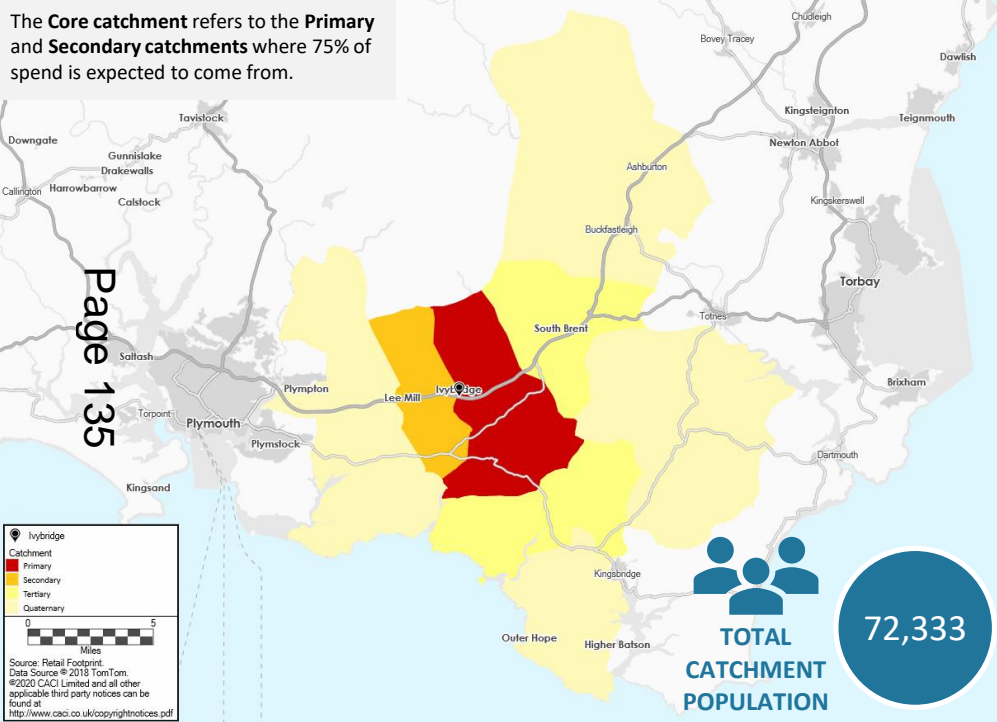 The Core catchment refers to the Primary
and Secondary catchments where 75% of
spend is expected to come from.
Chudleigh
Bovey Tracey
Dawlish
Tavistock
Kingsteignton
Teignmouth
Downgate
Newton Abbot
Gunnislake
Drakewalls
Ashburton
Callington
Harrowbarrow
Calstock
Kingskerswell
Buckfastleigh
Torbay
Page 135
Totnes
South Brent
Saltash
Plympton
Ivybridge
Lee Mill
Brixham
Torpoint
Plymouth
Plymstock
Dartmouth
Kingsand
Kingsbridge
Outer Hope
Higher Batson
Ivybridge
Catchment
Primary
Secondary
Tertiary
Quaternary
0 5
Miles
Source: Retail Footprint.
Data Source © 2018 TomTom.
©2020 CACI Limited and all other
applicable third party notices can be
found at
http://www.caci.co.uk/copyrightnotices.pdf
TOTAL
CATCHMENT
POPULATION
72,333